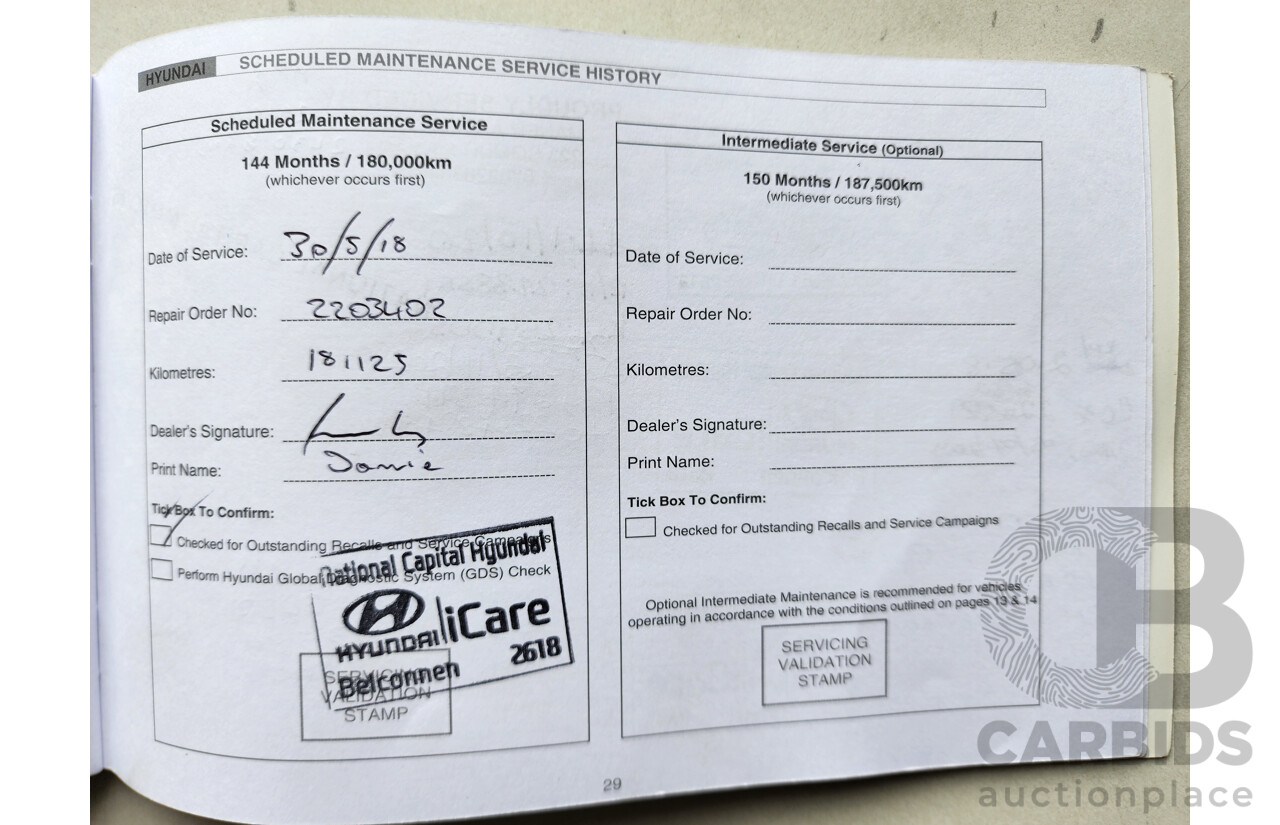 HYUNDAI SCHEDULED MAINTENANCE SERVICE HISTORY
Scheduled Maintenance Service
144 Months / 180,000km
(whichever occurs first)
Date of Service: 30/5/18
Repair Order No: 2203402
Kilometres: 181125
Dealer's Signature:
Print Name:
Tick Box To Confirm:
Checked for Outstanding Recalls and Service Campaigns
Perform Hyundai Global Diagnostic System (GDS) Check
National Capital Hyundai
HYUNDAI iCare
Belconnen 2618
SERVICING
VALIDATION
STAMP
Intermediate Service (Optional)
150 Months / 187,500km
(whichever occurs first)
Date of Service:
Repair Order No:
Kilometres:
Dealer's Signature:
Print Name:
Tick Box To Confirm:
Checked for Outstanding Recalls and Service Campaigns
Optional Intermediate Maintenance is recommended for vehicles
operating in accordance with the conditions outlined on pages 13 & 14
SERVICING
VALIDATION
STAMP
29
CB
CARBIDS
auctionplace